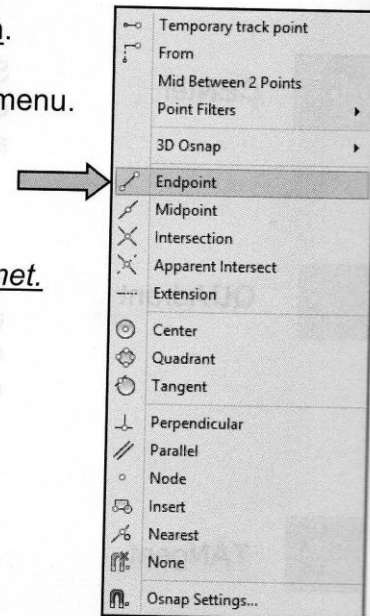 .
menu.
met.
Temporary track point
From
Mid Between 2 Points
Point Filters
3D Osnap
Endpoint
Midpoint
Intersection
Apparent Intersect
Extension
Center
Quadrant
Tangent
Perpendicular
Parallel
Node
Insert
Nearest
None
Osnap Settings...